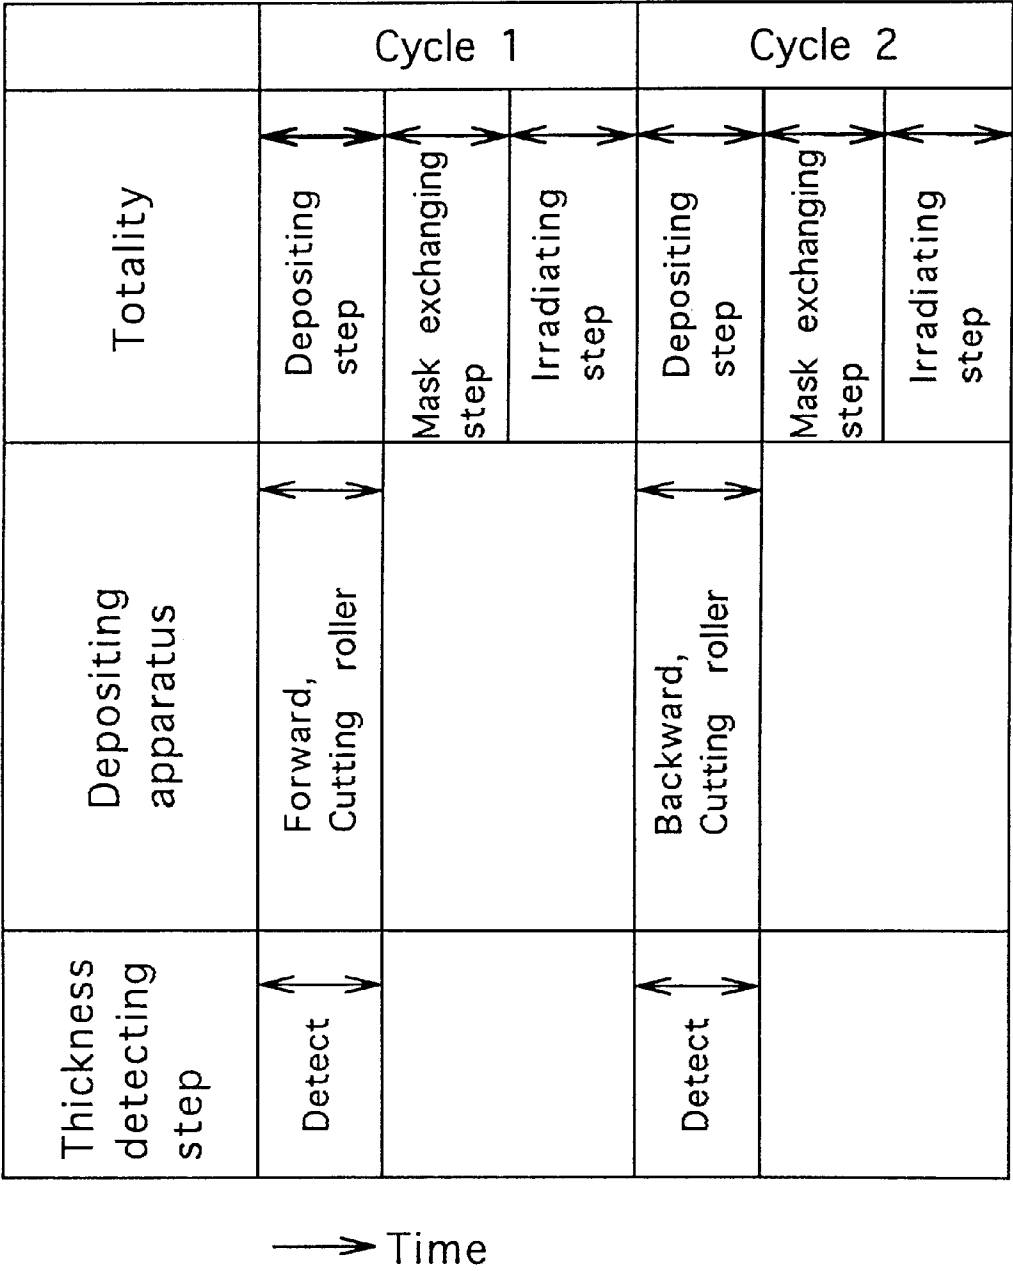 Cycle 1
Cycle 2
Totality
Depositing
step
Mask exchanging
step
Irradiating
step
Depositing
step
Mask exchanging
step
Irradiating
step
Depositing
apparatus
Forward,
Cutting roller
Backward,
Cutting roller
Thickness
detecting
step
Detect
Detect
Time